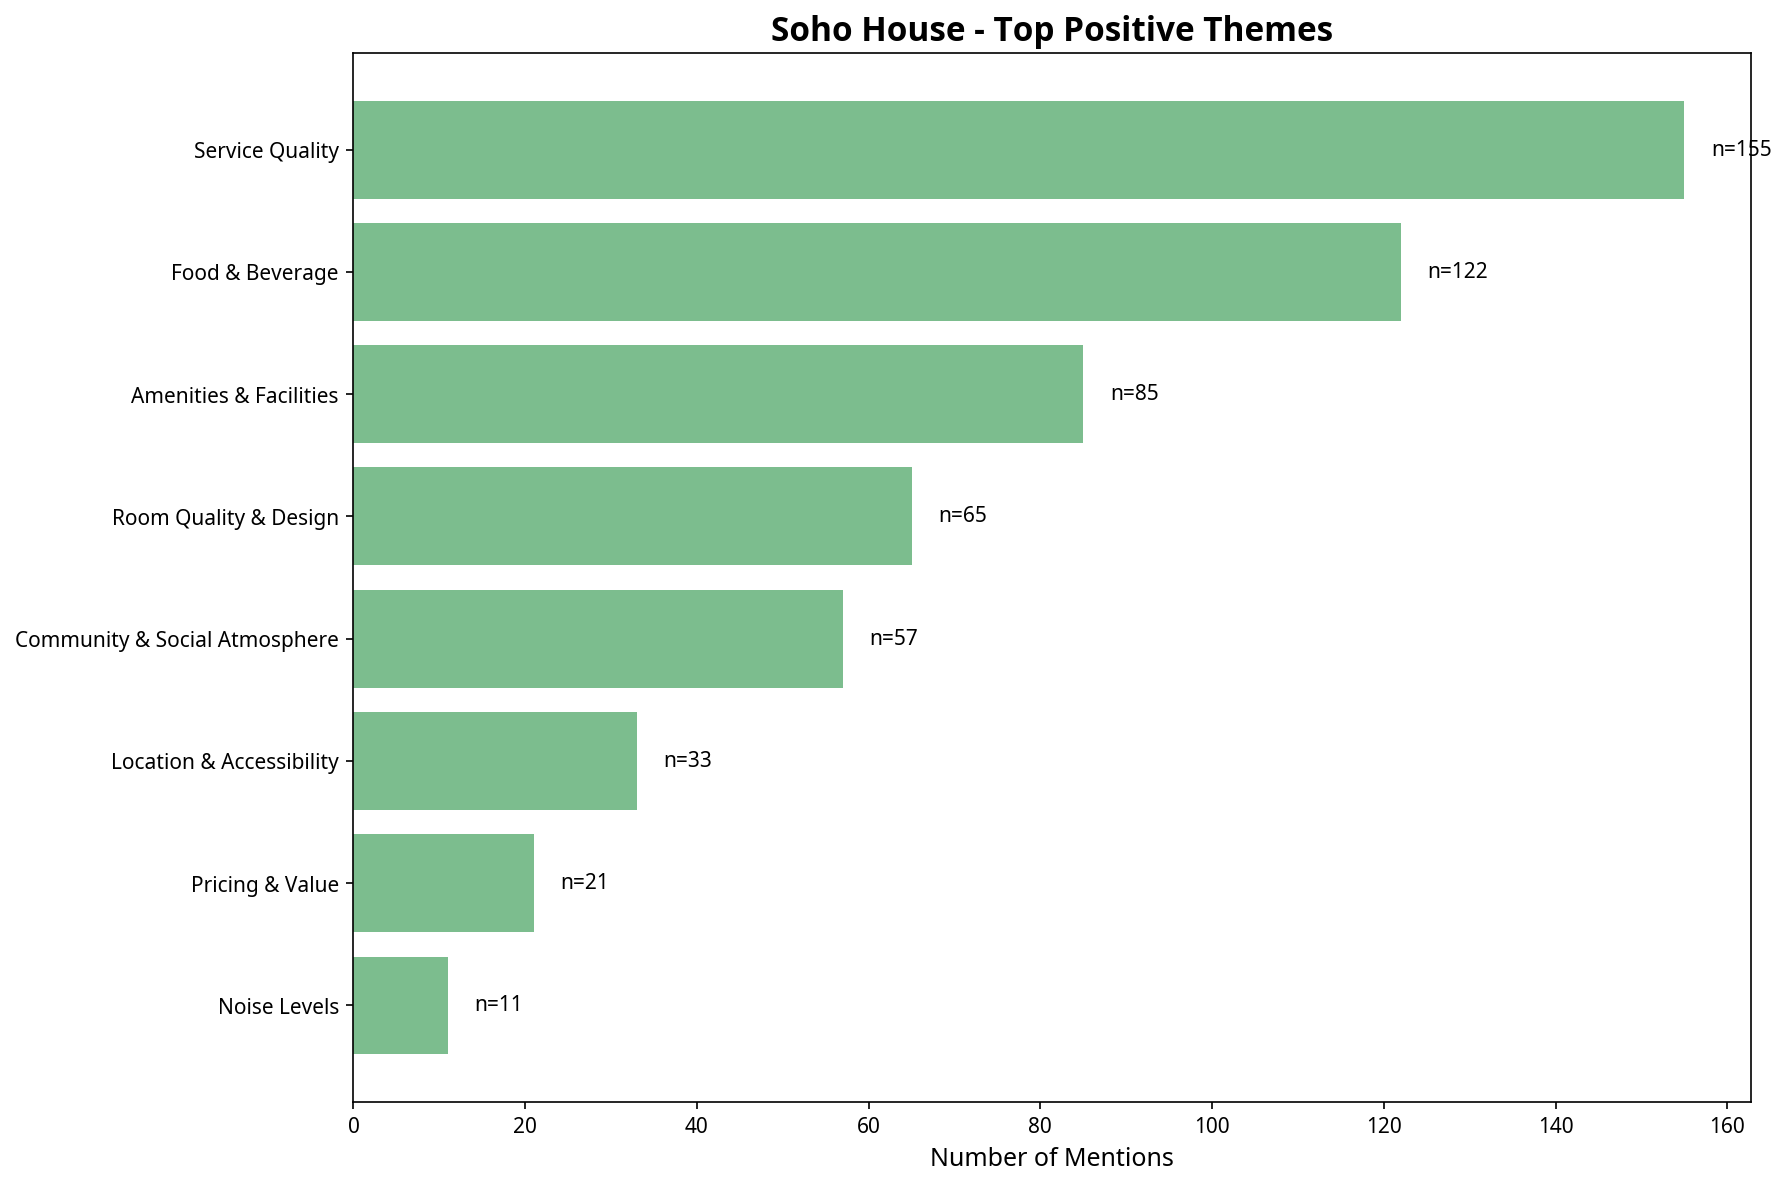 Soho House - Top Positive Themes
Service Quality n=155
Food & Beverage n=122
Amenities & Facilities n=85
Room Quality & Design n=65
Community & Social Atmosphere n=57
Location & Accessibility n=33
Pricing & Value n=21
Noise Levels n=11
0 20 40 60 80 100 120 140 160
Number of Mentions